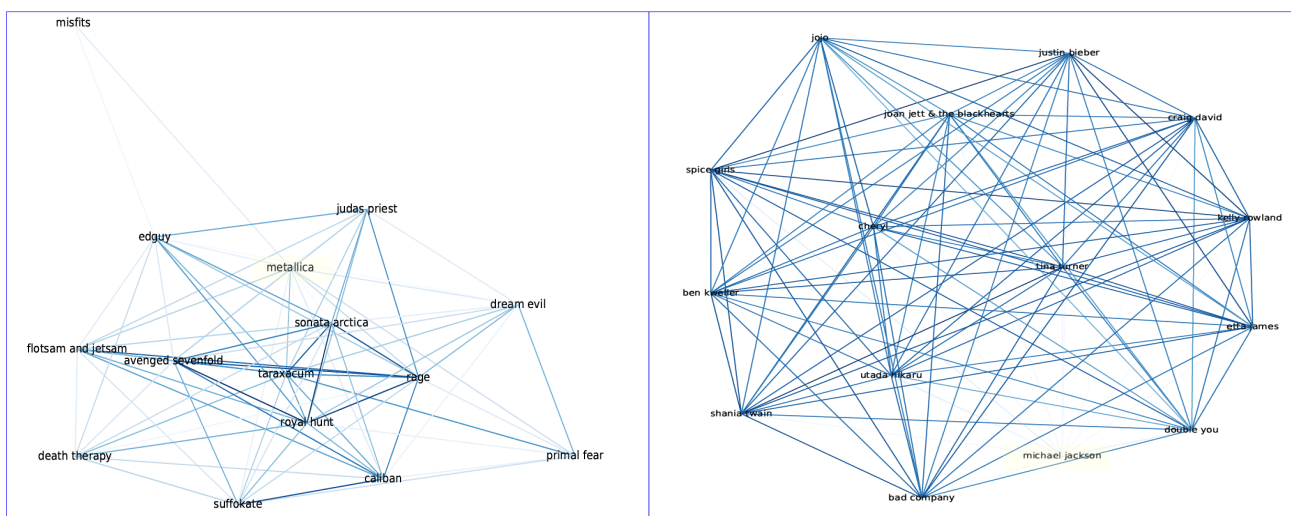 misfits
judas priest
edguy
metallica
dream evil
sonata arctica
flotsam and jetsam
avenged sevenfold
taraxacum
rage
royal hunt
death therapy
primal fear
caliban
suffokate
jojo
justin bieber
joan jett & the blackhearts
craig david
spice girls
kelly rowland
cheryl
tina turner
ben kweller
etta james
utada hikaru
shania twain
double you
michael jackson
bad company